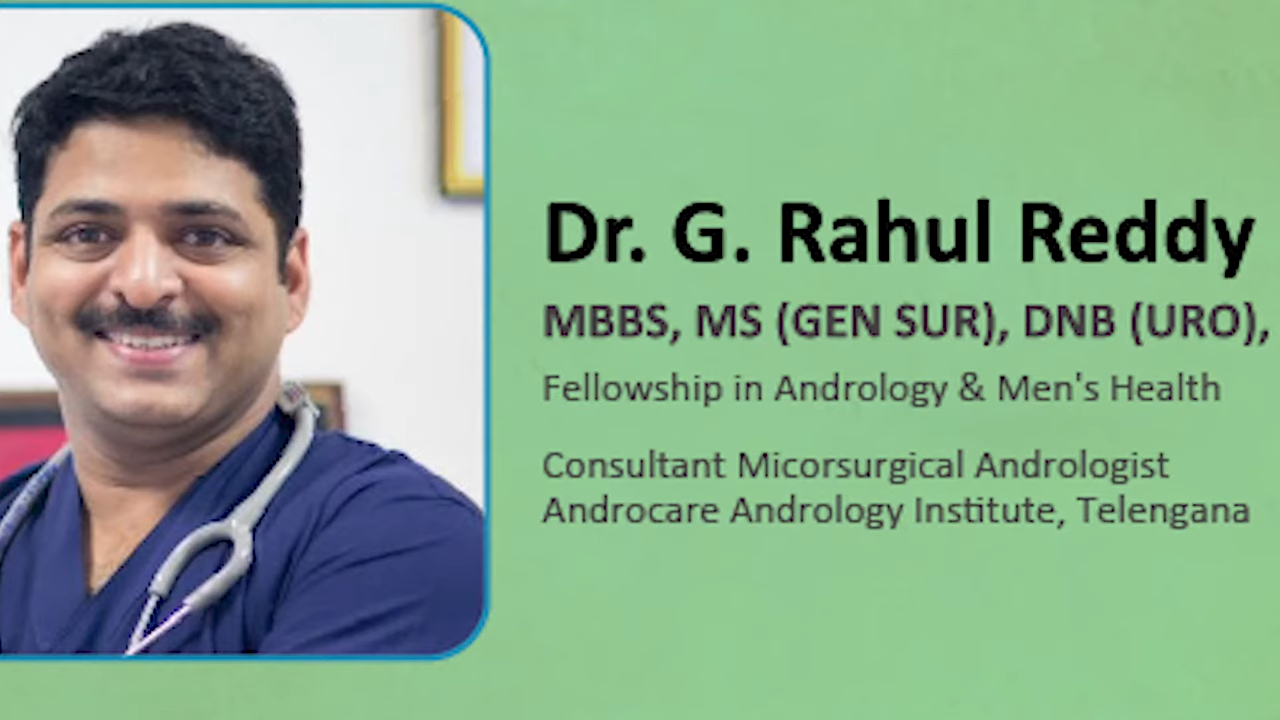 Dr. G. Rahul Reddy
MBBS, MS (GEN SUR), DNB (URO),
Fellowship in Andrology & Men's Health
Consultant Micorsurgical Andrologist
Androcare Andrology Institute, Telengana